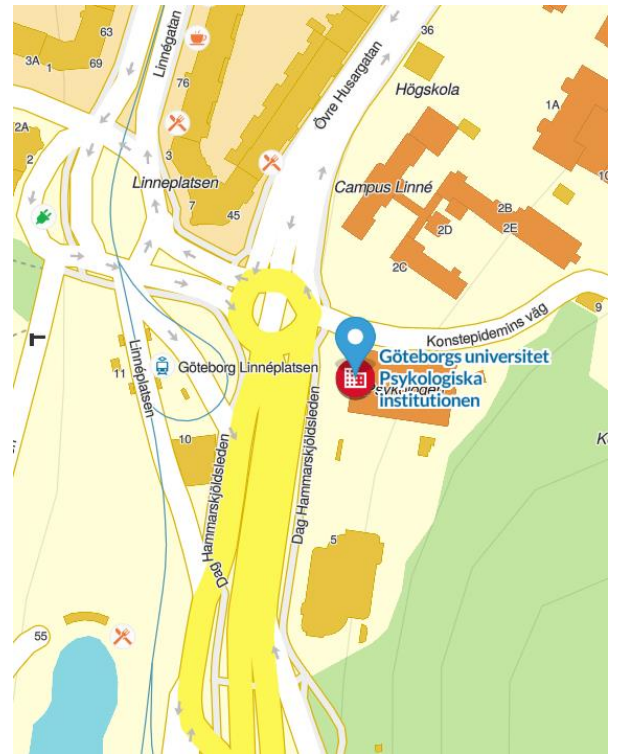 63
3A
1
69
Linnégatan
76
36
Övre Husargatan
Högskola
1A
2A
2
3
Linneplatsen
7
45
Campus Linné
2B
2D
2E
2C
Konstepidemins väg
9
Linnéplatsen
11
Göteborg Linnéplatsen
Göteborgs universitet
Psykologiska
institutionen
10
Dag Hammarskjöldsleden
Dag Hammarskjöldsleden
5
55